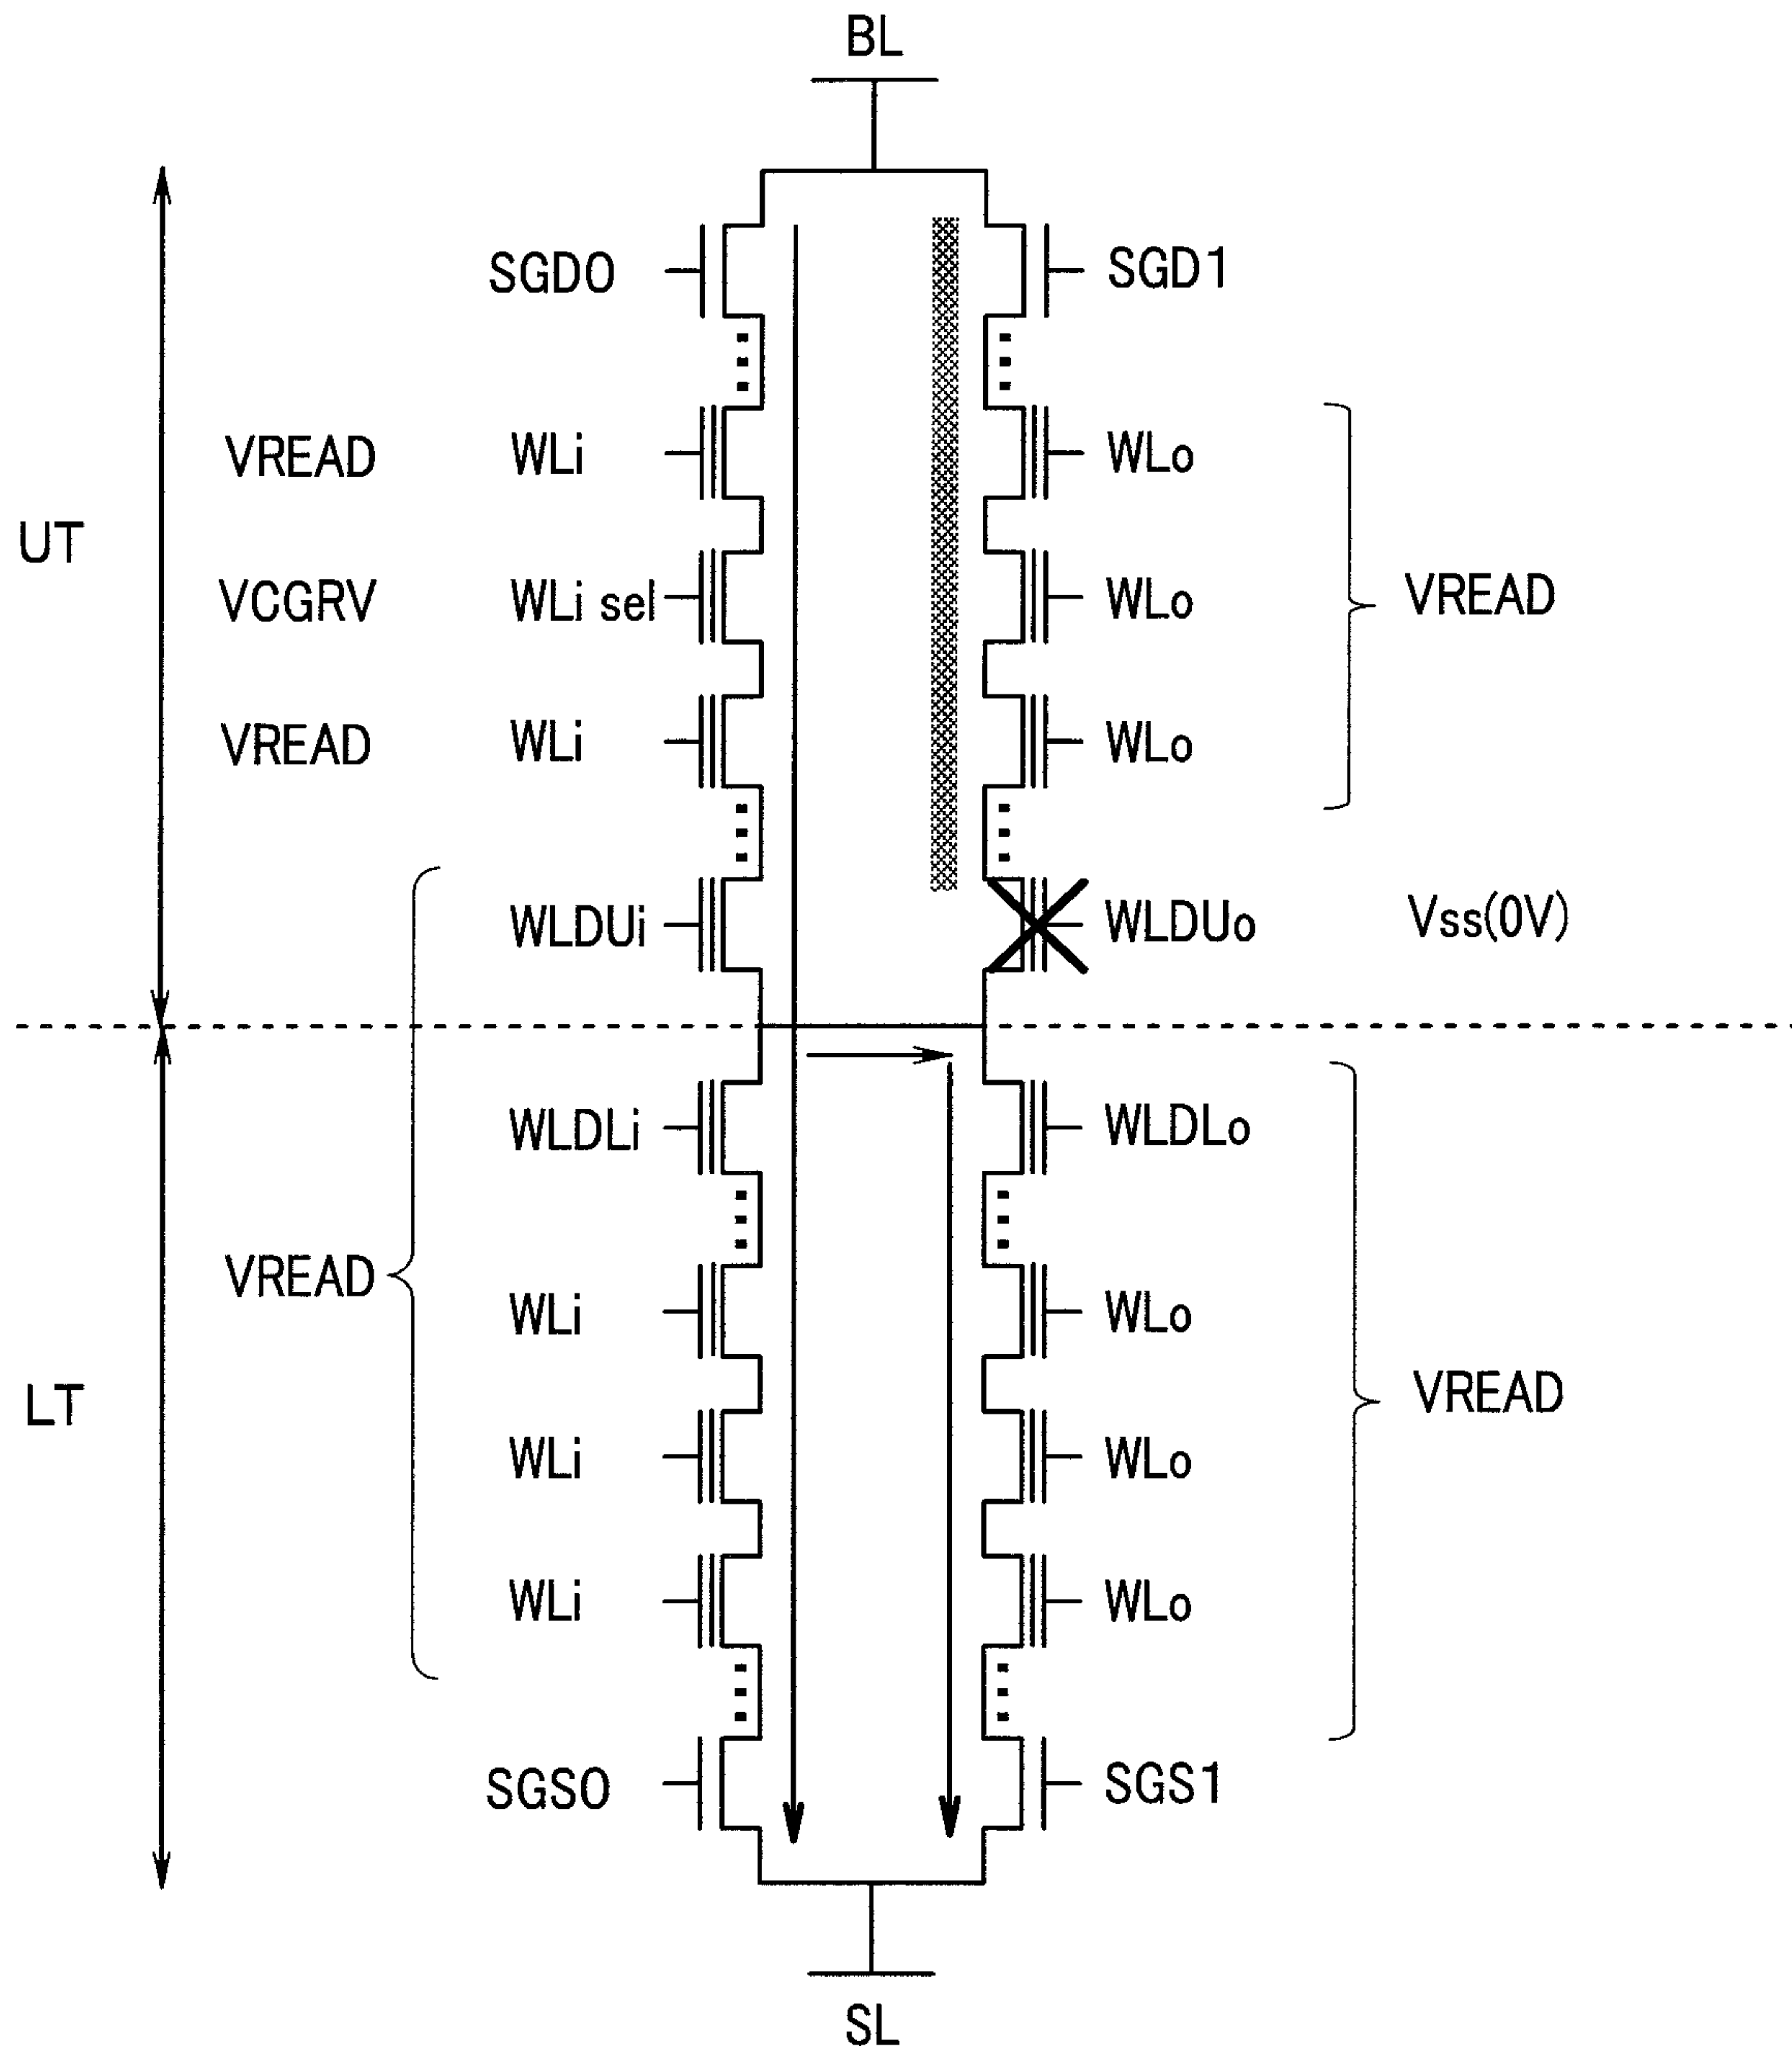 BL
SGD0 SGD1
VREAD WLi WLo
UT
VCGRV WLi sel WLo VREAD
VREAD WLi WLo
WLDUi WLDUo Vss(0V)
WLDLi WLDLo
VREAD
WLi WLo
LT VREAD
WLi WLo
WLi WLo
SGS0 SGS1
SL